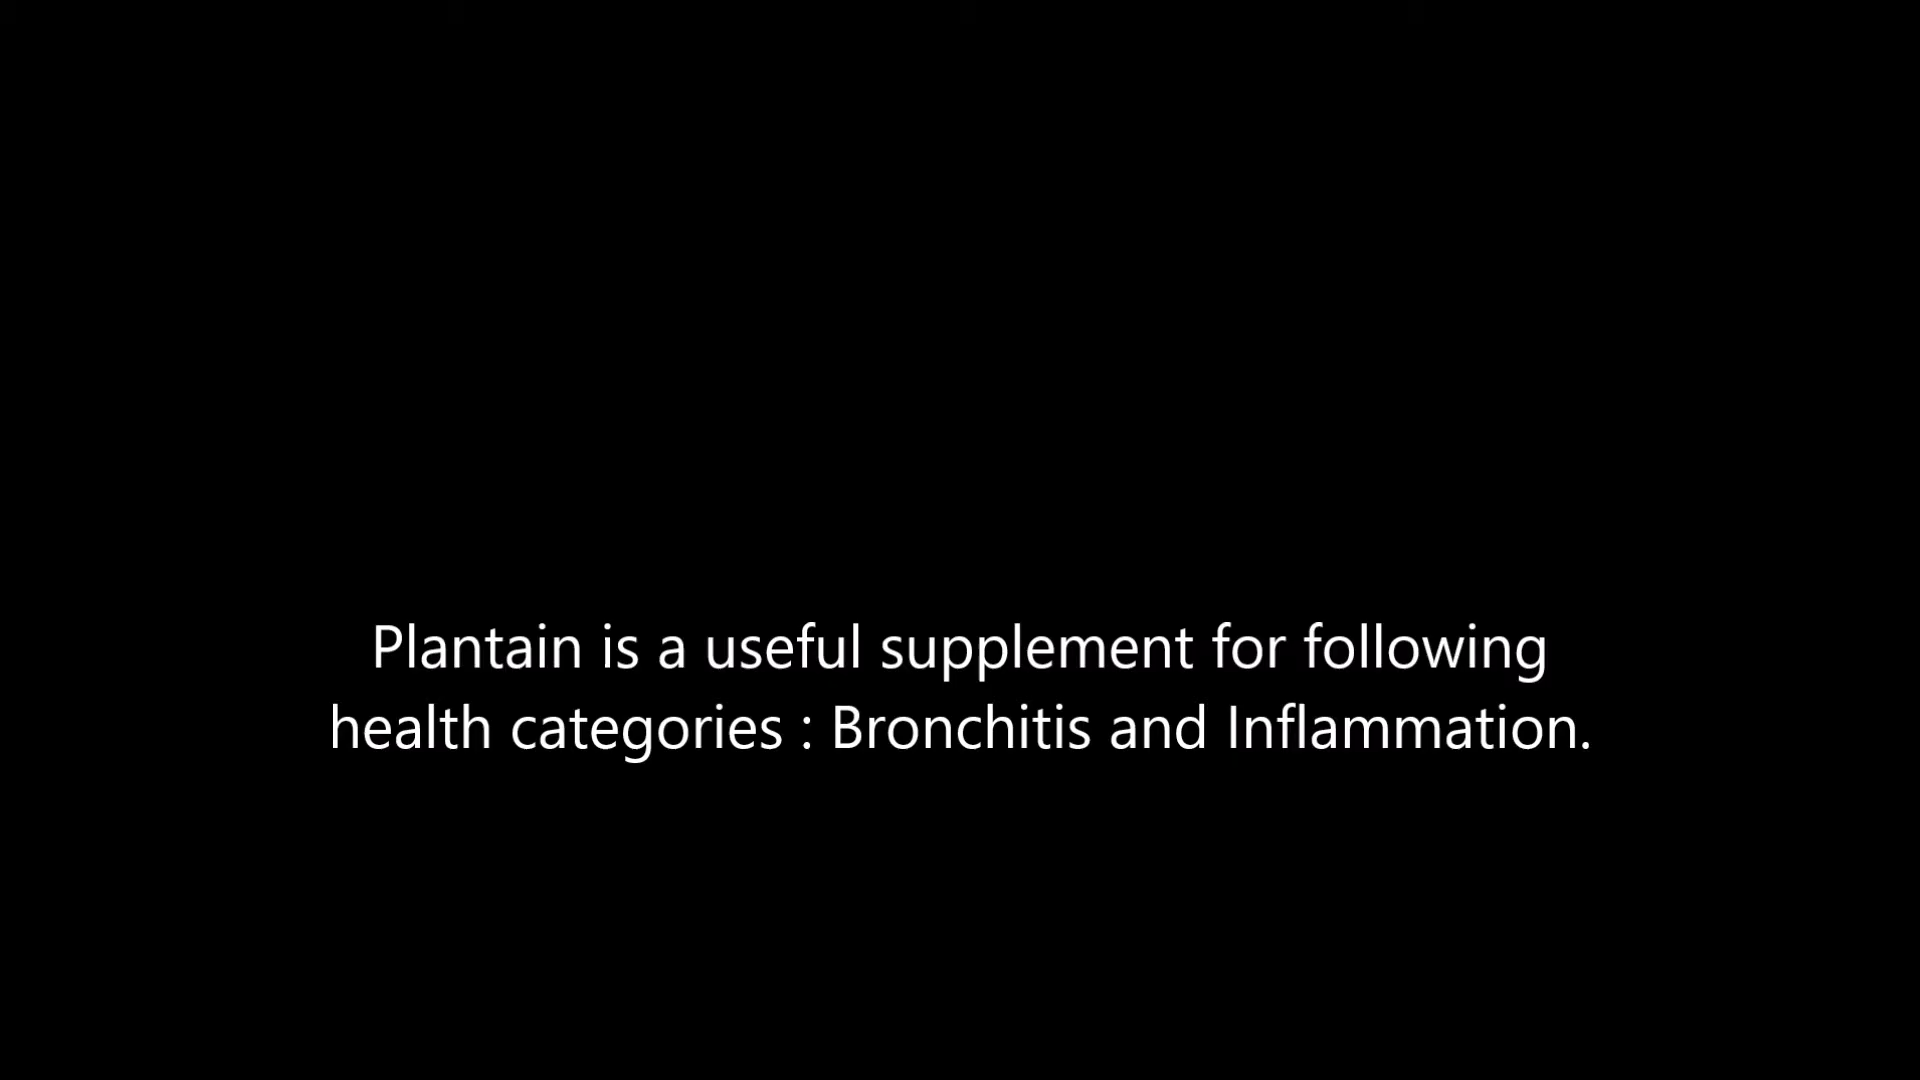 Plantain is a useful supplement for following
health categories : Bronchitis and Inflammation.